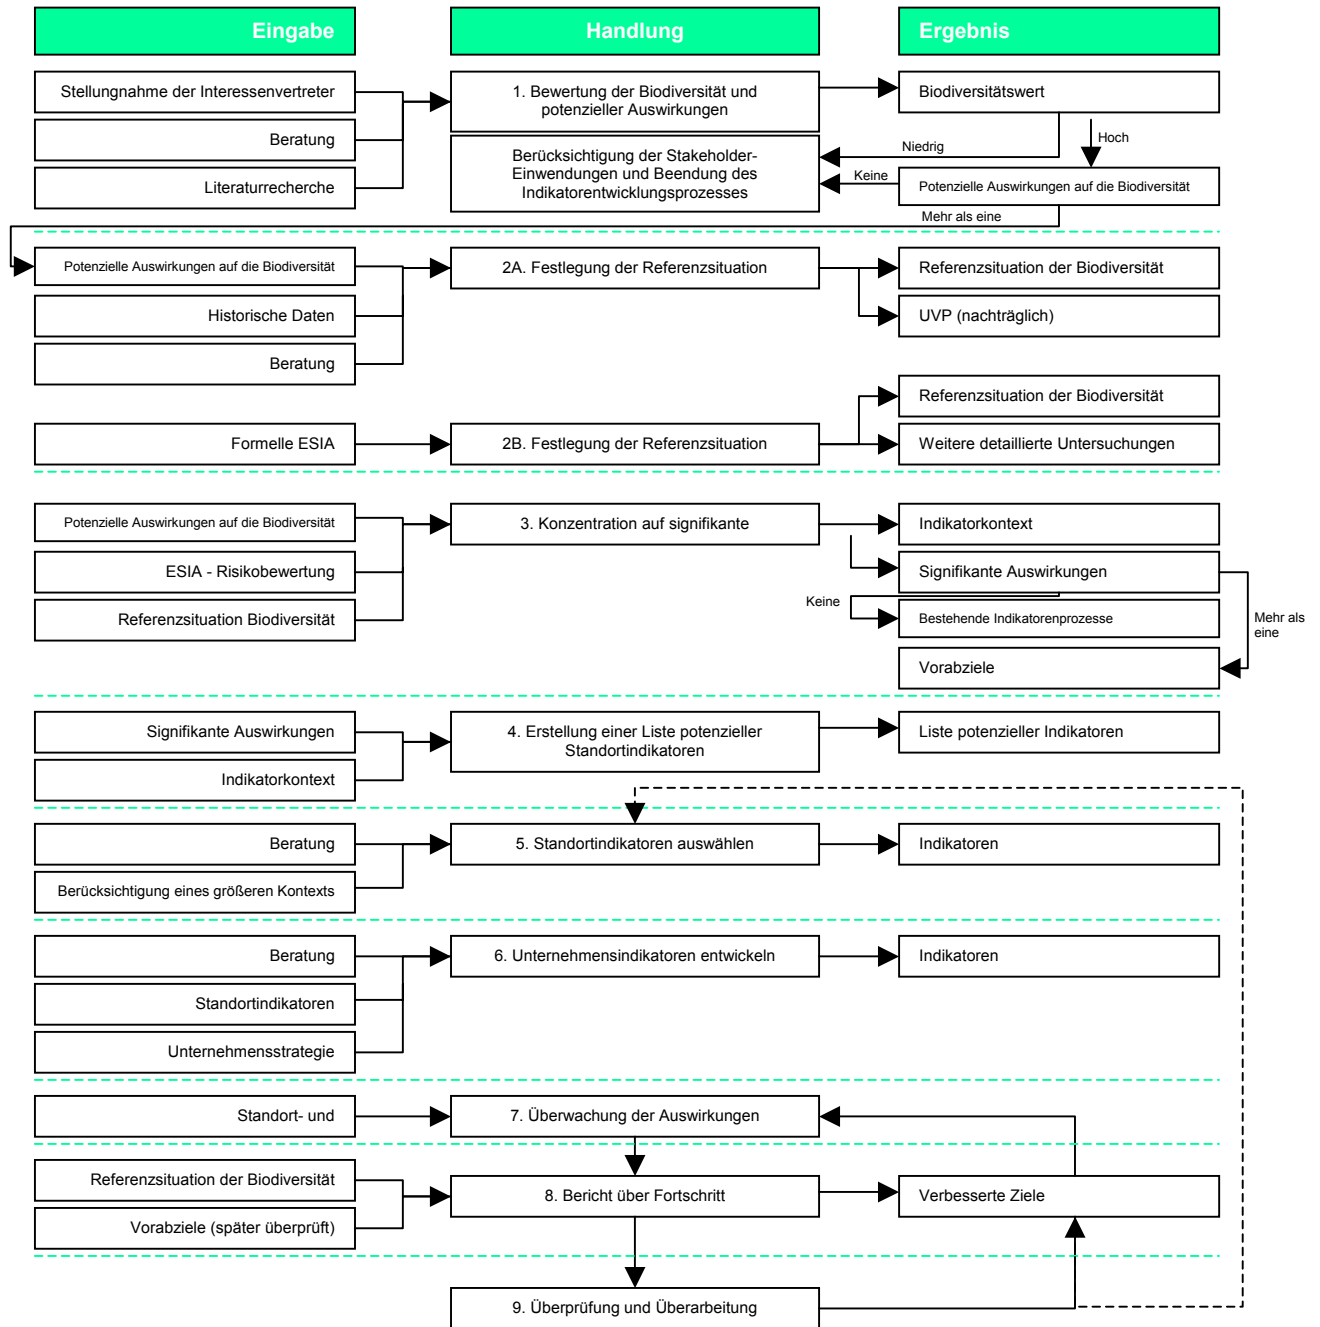 Eingabe
Handlung
Ergebnis
Stellungnahme der Interessenvertreter
1. Bewertung der Biodiversität und
potenzieller Auswirkungen
Biodiversitätswert
Beratung
Hoch
Niedrig
Berücksichtigung der Stakeholder-
Einwendungen und Beendung des
Indikatorentwicklungsprozesses
Literaturrecherche
Keine
Potenzielle Auswirkungen auf die Biodiversität
Mehr als eine
Potenzielle Auswirkungen auf die Biodiversität
2A. Festlegung der Referenzsituation
Referenzsituation der Biodiversität
Historische Daten
UVP (nachträglich)
Beratung
Referenzsituation der Biodiversität
Formelle ESIA
2B. Festlegung der Referenzsituation
Weitere detaillierte Untersuchungen
Potenzielle Auswirkungen auf die Biodiversität
3. Konzentration auf signifikante
Indikatorkontext
ESIA - Risikobewertung
Signifikante Auswirkungen
Keine
Referenzsituation Biodiversität
Bestehende Indikatorenprozesse
Mehr als
eine
Vorabziele
Signifikante Auswirkungen
4. Erstellung einer Liste potenzieller
Standortindikatoren
Liste potenzieller Indikatoren
Indikatorkontext
Beratung
5. Standortindikatoren auswählen
Indikatoren
Berücksichtigung eines größeren Kontexts
Beratung
6. Unternehmensindikatoren entwickeln
Indikatoren
Standortindikatoren
Unternehmensstrategie
Standort- und
7. Überwachung der Auswirkungen
Referenzsituation der Biodiversität
8. Bericht über Fortschritt
Verbesserte Ziele
Vorabziele (später überprüft)
9. Überprüfung und Überarbeitung